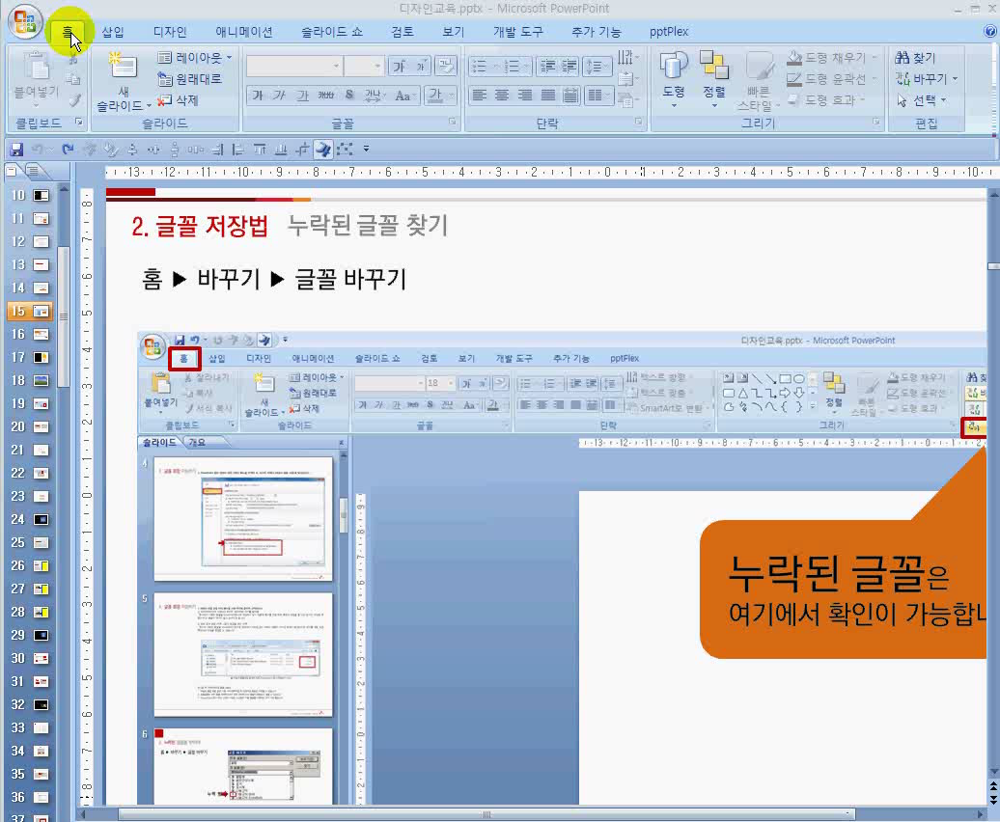 디자인교육.pptx - Microsoft PowerPoint
홈 삽입 디자인 애니메이션 슬라이드 쇼 검토 보기 개발 도구 추가 기능 pptPlex
붙여넣기
새
슬라이드
레이아웃
원래대로
삭제
가 가 가 가나 Aa 가
도형
정렬
빠른
스타일
도형 채우기
도형 윤곽선
도형 효과
찾기
바꾸기
선택
클립보드 슬라이드 글꼴 단락 그리기 편집
10
11
12
13
14
15
16
17
18
19
20
21
22
23
24
25
26
27
28
29
30
31
32
33
34
35
36
37
2. 글꼴 저장법 누락된 글꼴 찾기
홈 ▶ 바꾸기 ▶ 글꼴 바꾸기
디자인교육.pptx - Microsoft PowerPoint
홈 삽입 디자인 애니메이션 슬라이드 쇼 검토 보기 개발 도구 추가 기능 pptPlex
붙여넣기
잘라내기
복사
서식 복사
새
슬라이드
레이아웃
원래대로
삭제
18
텍스트 방향
텍스트 맞춤
SmartArt로 변환
정렬
빠른
스타일
도형 채우기
도형 윤곽선
도형 효과
클립보드 슬라이드 글꼴 단락 그리기
슬라이드 개요
4
5
6
누락된 글꼴은
여기에서 확인이 가능합니